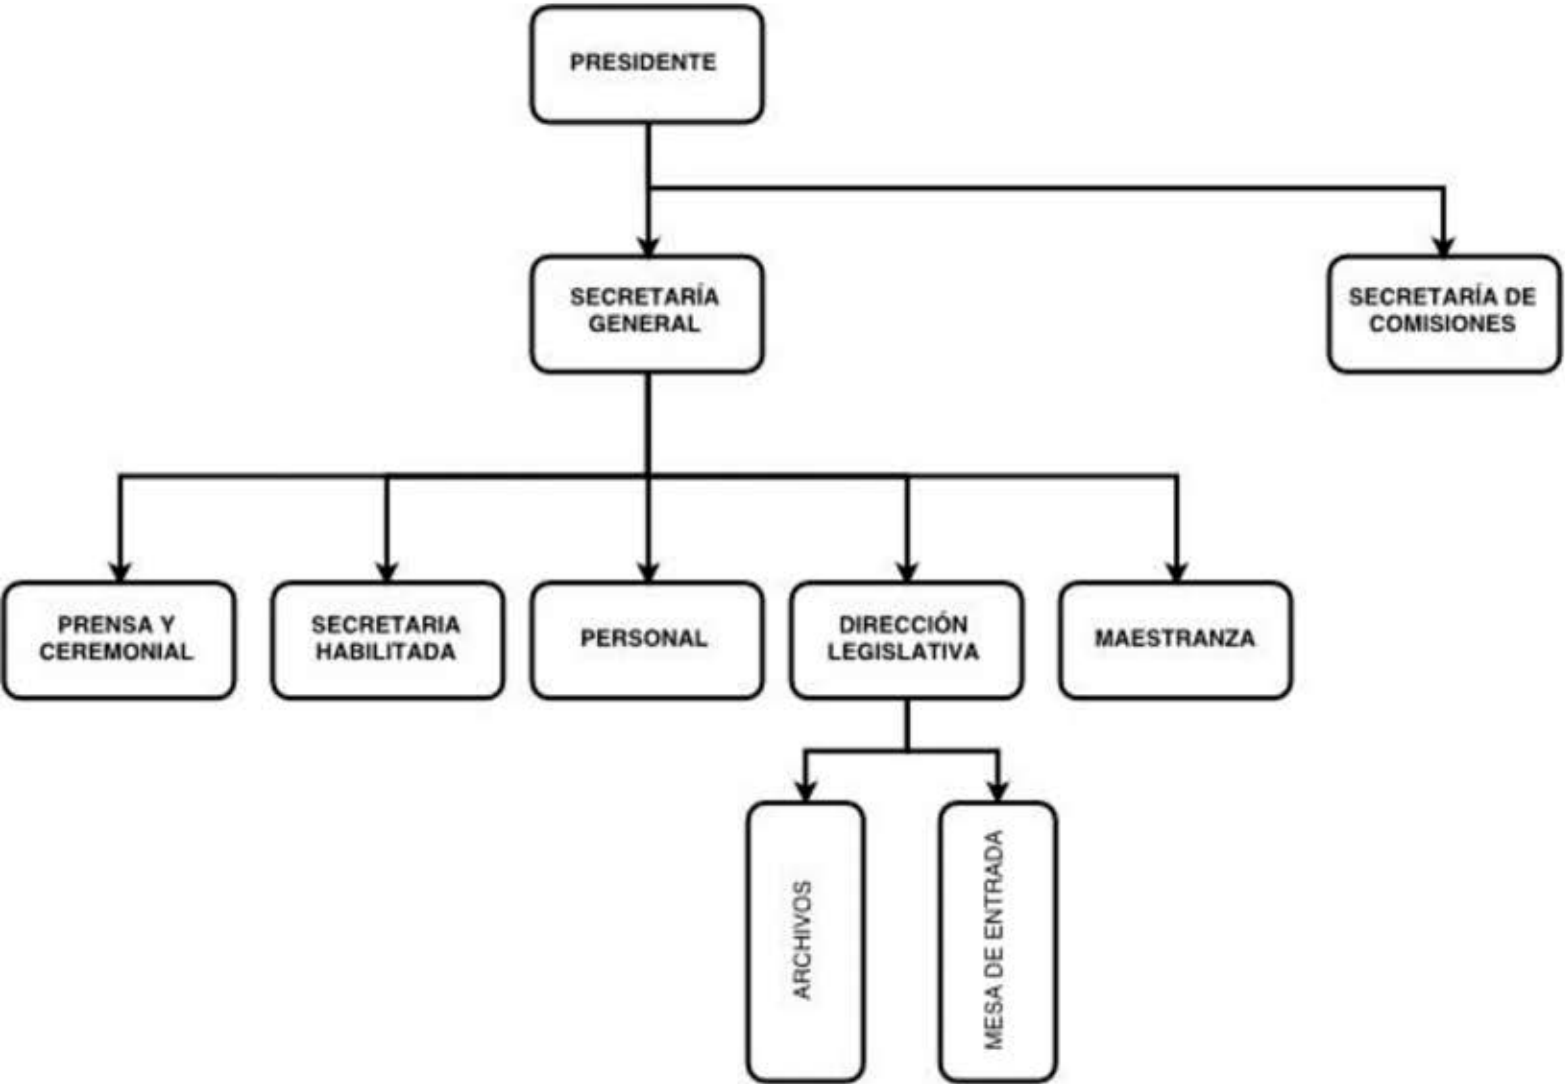 PRESIDENTE
SECRETARÍA
GENERAL
SECRETARÍA DE
COMISIONES
PRENSA Y
CEREMONIAL
SECRETARIA
HABILITADA
PERSONAL
DIRECCIÓN
LEGISLATIVA
MAESTRANZA
ARCHIVOS
MESA DE ENTRADA